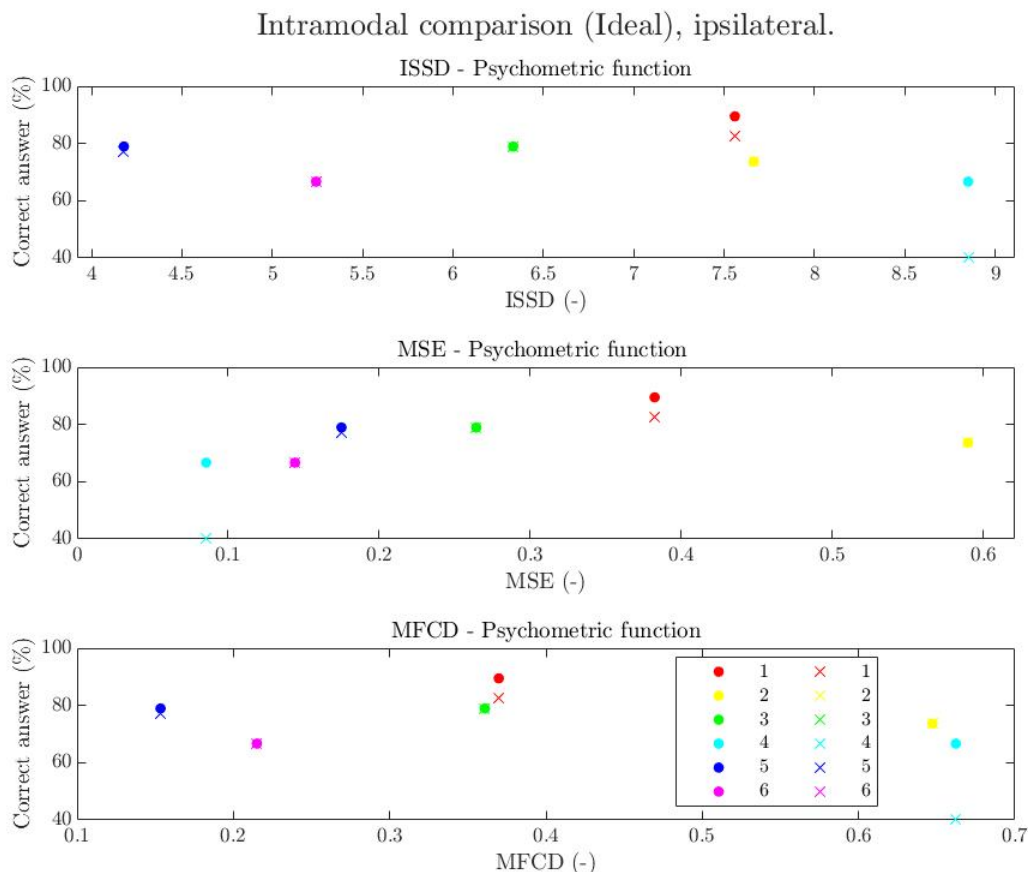 Intramodal comparison (Ideal), ipsilateral.
ISSD - Psychometric function
Correct answer (%)
100
80
60
40
4 4.5 5 5.5 6 6.5 7 7.5 8 8.5 9
ISSD (-)
MSE - Psychometric function
Correct answer (%)
100
80
60
40
0 0.1 0.2 0.3 0.4 0.5 0.6
MSE (-)
MFCD - Psychometric function
Correct answer (%)
100
80
60
40
1 1
2 2
3 3
4 4
5 5
6 6
0.1 0.2 0.3 0.4 0.5 0.6 0.7
MFCD (-)